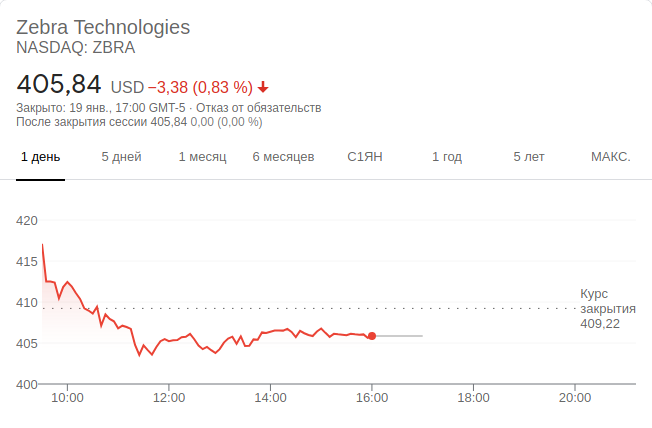 Zebra Technologies
NASDAQ: ZBRA
405,84 USD −3,38 (0,83 %)
Закрыто: 19 янв., 17:00 GMT-5 · Отказ от обязательств
После закрытия сессии 405,84 0,00 (0,00 %)
1 день 5 дней 1 месяц 6 месяцев С1ЯН 1 год 5 лет МАКС.
420
415
410
405
400
Курс
закрытия
409,22
10:00 12:00 14:00 16:00 18:00 20:00